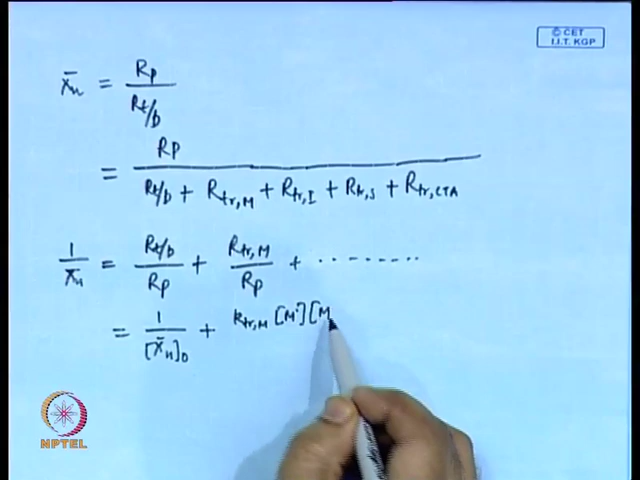 © CET
I.I.T. KGP
x̄n = Rp / Rt/b
= Rp / Rt/b + Rtr,M + Rtr,I + Rtr,S + Rtr,CTA
1/x̄n = Rt/b / Rp + Rtr,M / Rp + ........
= 1/[x̄n]0 + ktr,M [M·][M
NPTEL